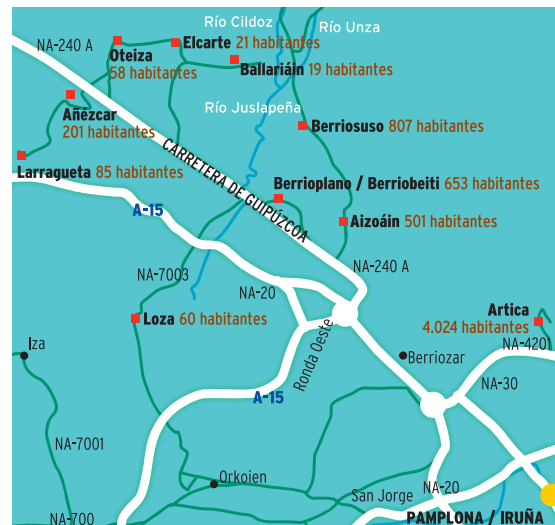 Río Cildoz
Río Unza
NA-240 A
Elcarte 21 habitantes
Oteiza
58 habitantes
Ballariáin 19 habitantes
Río Juslapeña
Añézcar
201 habitantes
Berriosuso 807 habitantes
CARRETERA DE GUIPÚZCOA
Larragueta 85 habitantes
Berrioplano / Berriobeiti 653 habitantes
A-15
Aizoáin 501 habitantes
NA-7003
NA-240 A
NA-20
Loza 60 habitantes
Artica
4.024 habitantes
Ronda Oeste
Iza
Berriozar
NA-4201
NA-30
A-15
NA-7001
Orkoien
San Jorge
NA-20
NA-700
PAMPLONA / IRUÑA